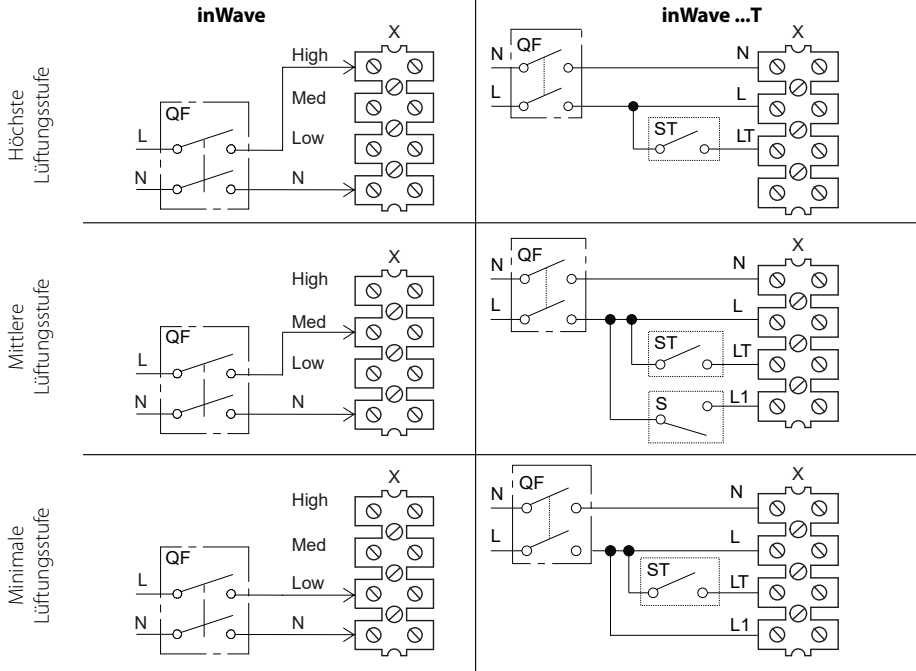 inWave
inWave ...T
Höchste
Lüftungsstufe
X
High
Med
Low
N
QF
L
N
X
QF
N
L
N
L
ST
LT
Mittlere
Lüftungsstufe
X
High
Med
Low
N
QF
L
N
X
QF
N
L
N
L
ST
LT
S
L1
Minimale
Lüftungsstufe
X
High
Med
Low
N
QF
L
N
X
QF
N
L
N
L
ST
LT
L1